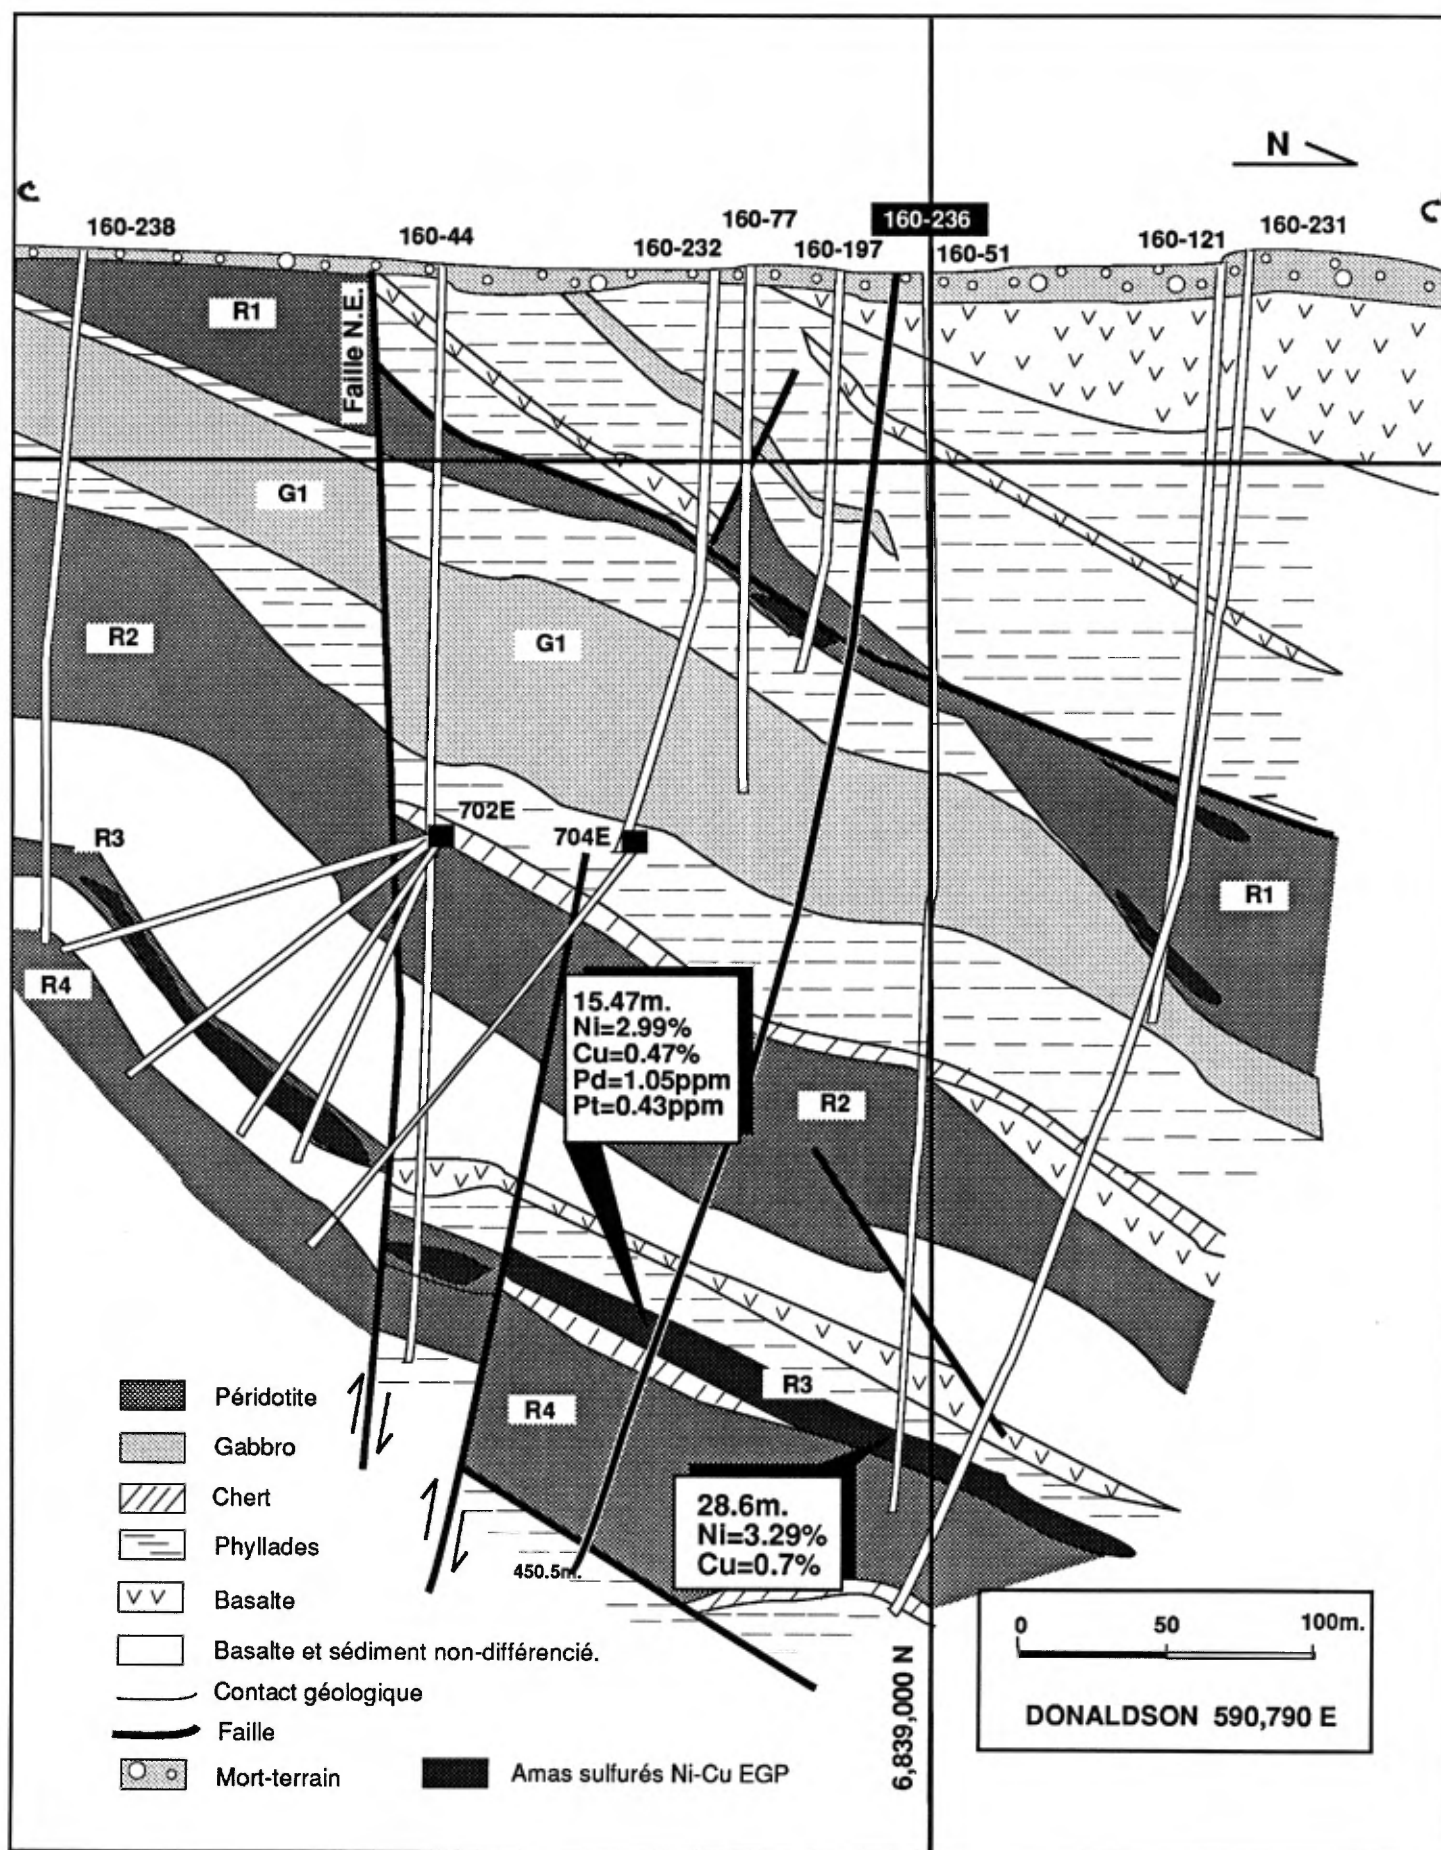 N
C
C'
160-238
160-44
160-77
160-232
160-197
160-236
160-51
160-121
160-231
R1
Faille N.E.
G1
G1
R2
702E
704E
R3
R1
R4
15.47m.
Ni=2.99%
Cu=0.47%
Pd=1.05ppm
Pt=0.43ppm
R2
R3
R4
28.6m.
Ni=3.29%
Cu=0.7%
450.5m.
Péridotite
Gabbro
Chert
Phyllades
Basalte
Basalte et sédiment non-différencié.
Contact géologique
Faille
Mort-terrain
Amas sulfurés Ni-Cu EGP
6,839,000 N
0 50 100m.
DONALDSON 590,790 E